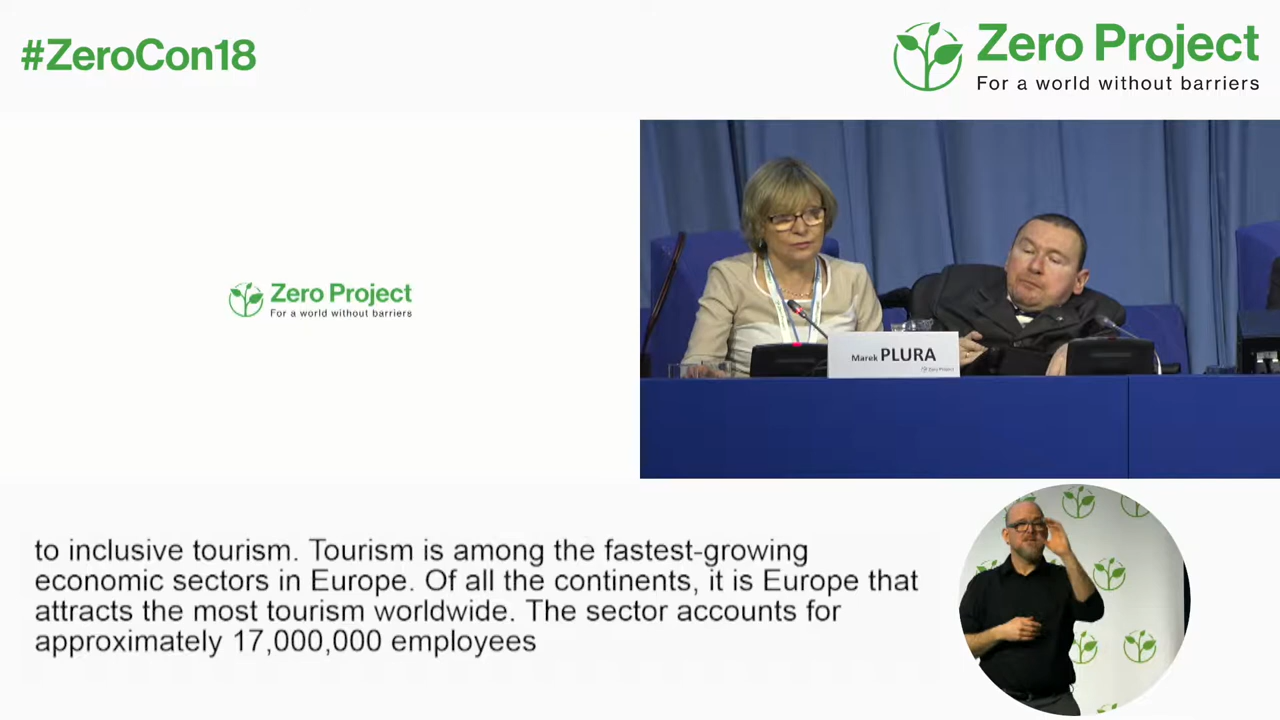 #ZeroCon18
Zero Project
For a world without barriers
Zero Project
For a world without barriers
Marek PLURA
Zero Project
to inclusive tourism. Tourism is among the fastest-growing
economic sectors in Europe. Of all the continents, it is Europe that
attracts the most tourism worldwide. The sector accounts for
approximately 17,000,000 employees